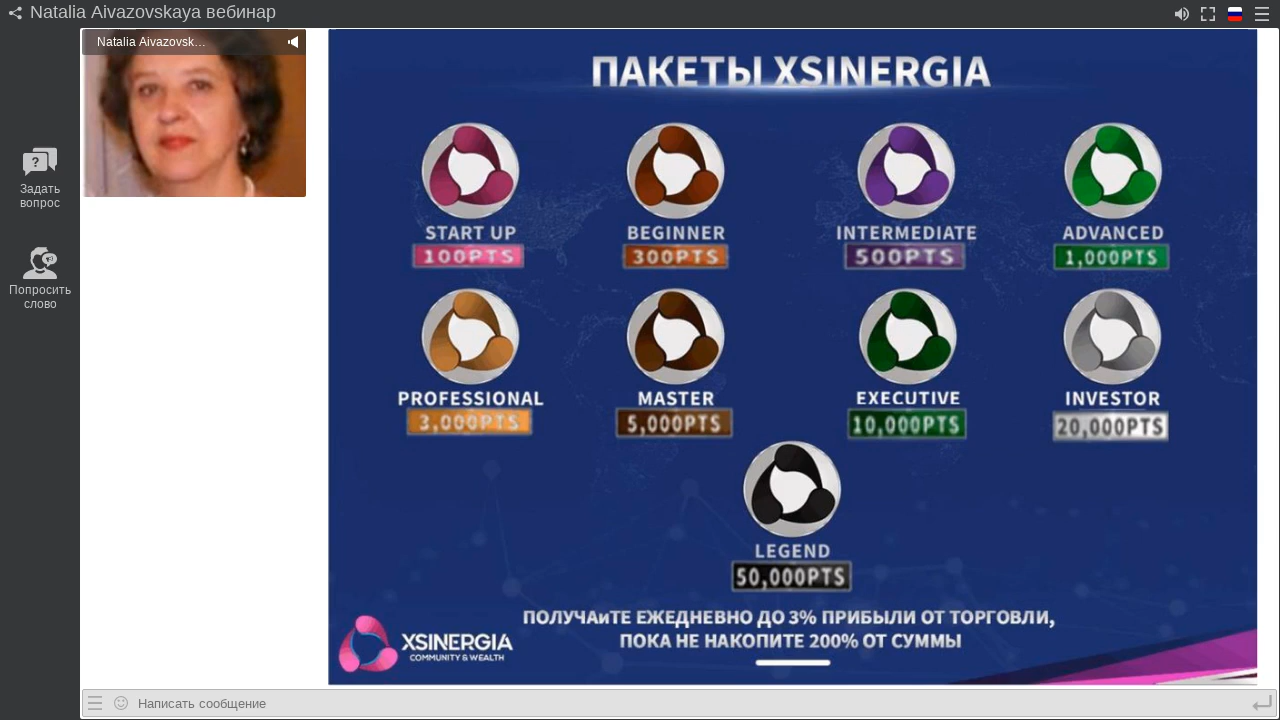 Natalia Aivazovskaya вебинар
Natalia Aivazovsk...
Задать
вопрос
Попросить
слово
ПАКЕТЫ XSINERGIA
START UP
100PTS
BEGINNER
300PTS
INTERMEDIATE
500PTS
ADVANCED
1,000PTS
PROFESSIONAL
3,000PTS
MASTER
5,000PTS
EXECUTIVE
10,000PTS
INVESTOR
20,000PTS
LEGEND
50,000PTS
ПОЛУЧАиТЕ ЕЖЕДНЕВНО ДО 3% ПРИБЫЛИ ОТ ТОРГОВЛИ,
ПОКА НЕ НАКОПИТЕ 200% ОТ СУММЫ
XSINERGIA
COMMUNITY & WEALTH
Написать сообщение